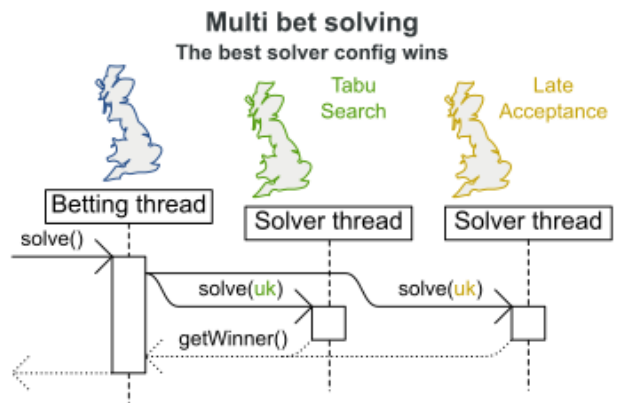 Multi bet solving
The best solver config wins
Tabu
Search
Late
Acceptance
Betting thread
Solver thread
Solver thread
solve()
solve(uk)
solve(uk)
getWinner()